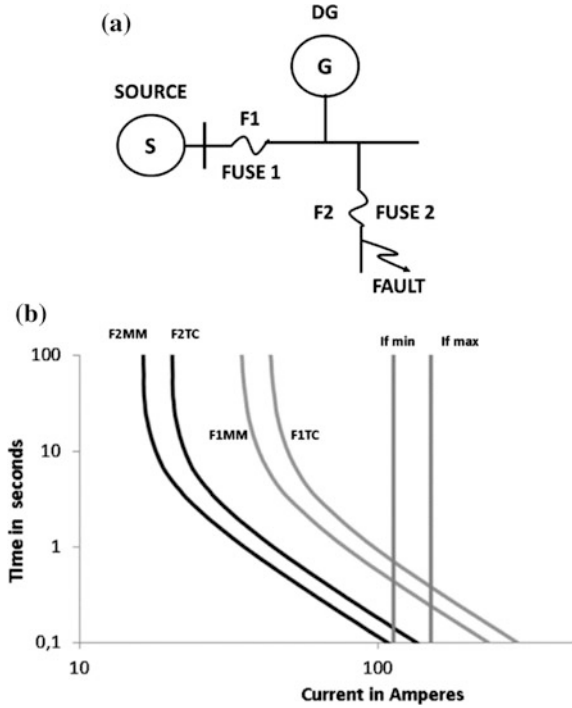 (a)
DG
G
SOURCE
S
F1
FUSE 1
F2 FUSE 2
FAULT
(b)
F2MM F2TC If min If max
100
F1MM F1TC
10
1
0,1
10 100
Time in seconds
Current in Amperes